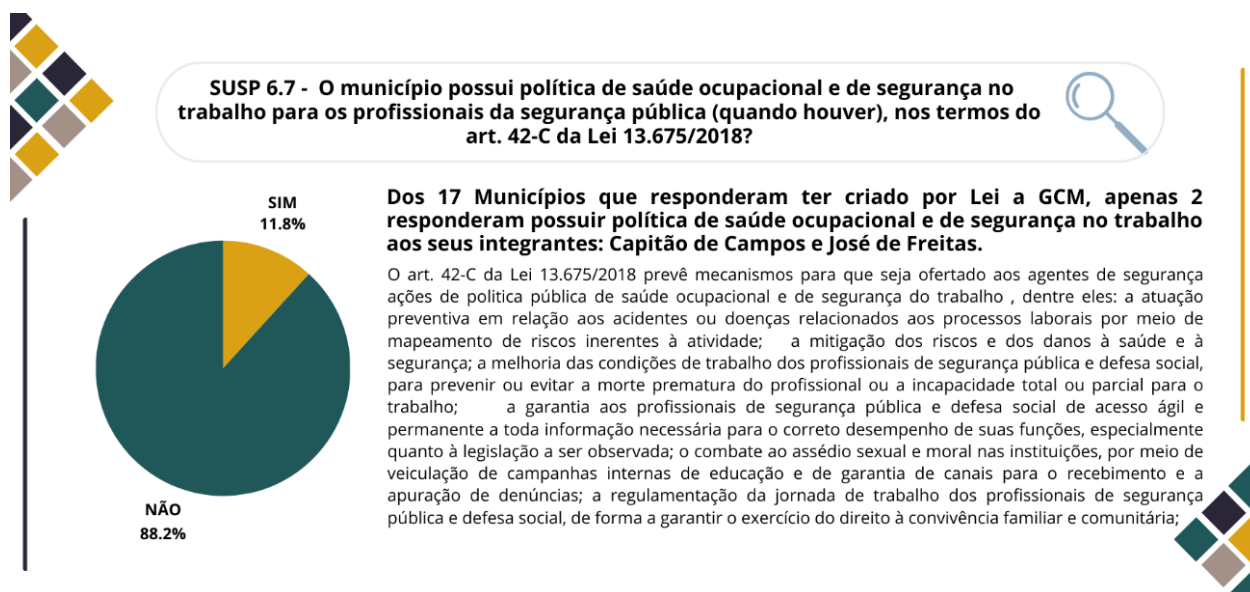 SUSP 6.7 - O município possui política de saúde ocupacional e de segurança no
trabalho para os profissionais da segurança pública (quando houver), nos termos do
art. 42-C da Lei 13.675/2018?
SIM
11.8%
NÃO
88.2%
Dos 17 Municípios que responderam ter criado por Lei a GCM, apenas 2
responderam possuir política de saúde ocupacional e de segurança no trabalho
aos seus integrantes: Capitão de Campos e José de Freitas.
O art. 42-C da Lei 13.675/2018 prevê mecanismos para que seja ofertado aos agentes de segurança
ações de politica pública de saúde ocupacional e de segurança do trabalho , dentre eles: a atuação
preventiva em relação aos acidentes ou doenças relacionados aos processos laborais por meio de
mapeamento de riscos inerentes à atividade; a mitigação dos riscos e dos danos à saúde e à
segurança; a melhoria das condições de trabalho dos profissionais de segurança pública e defesa social,
para prevenir ou evitar a morte prematura do profissional ou a incapacidade total ou parcial para o
trabalho; a garantia aos profissionais de segurança pública e defesa social de acesso ágil e
permanente a toda informação necessária para o correto desempenho de suas funções, especialmente
quanto à legislação a ser observada; o combate ao assédio sexual e moral nas instituições, por meio de
veiculação de campanhas internas de educação e de garantia de canais para o recebimento e a
apuração de denúncias; a regulamentação da jornada de trabalho dos profissionais de segurança
pública e defesa social, de forma a garantir o exercício do direito à convivência familiar e comunitária;